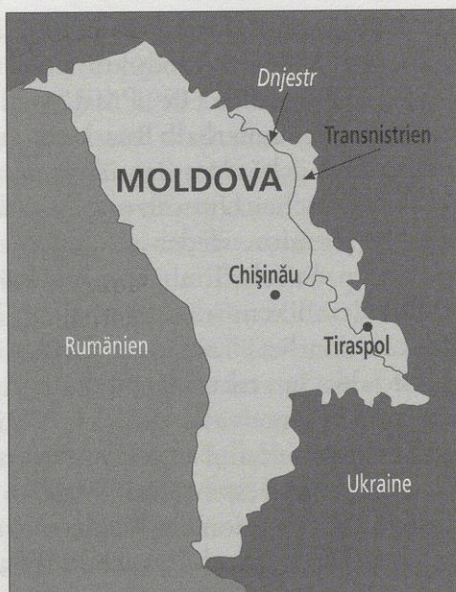 Dnjestr
Transnistrien
MOLDOVA
Chişinău
Rumänien
Tiraspol
Ukraine